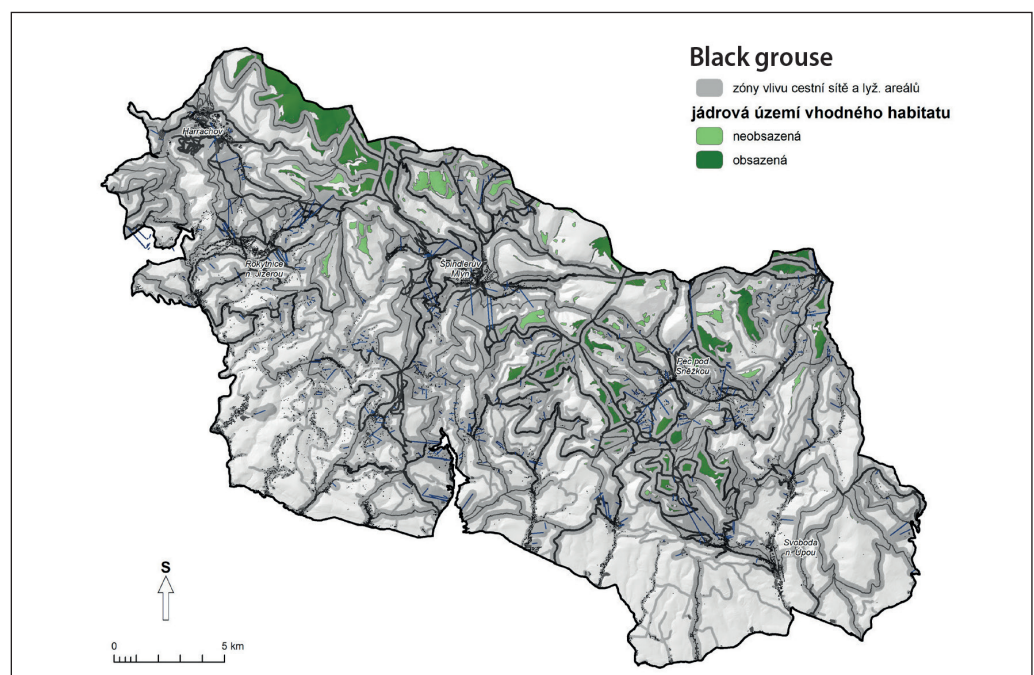 Black grouse
zóny vlivu cestní sítě a lyž. areálů
jádrová území vhodného habitatu
neobsazená
obsazená
Harrachov
Rokytnice
n. Jizerou
Špindlerův
Mlýn
Pec pod
Sněžkou
Svoboda
n. Úpou
S
0
5 km